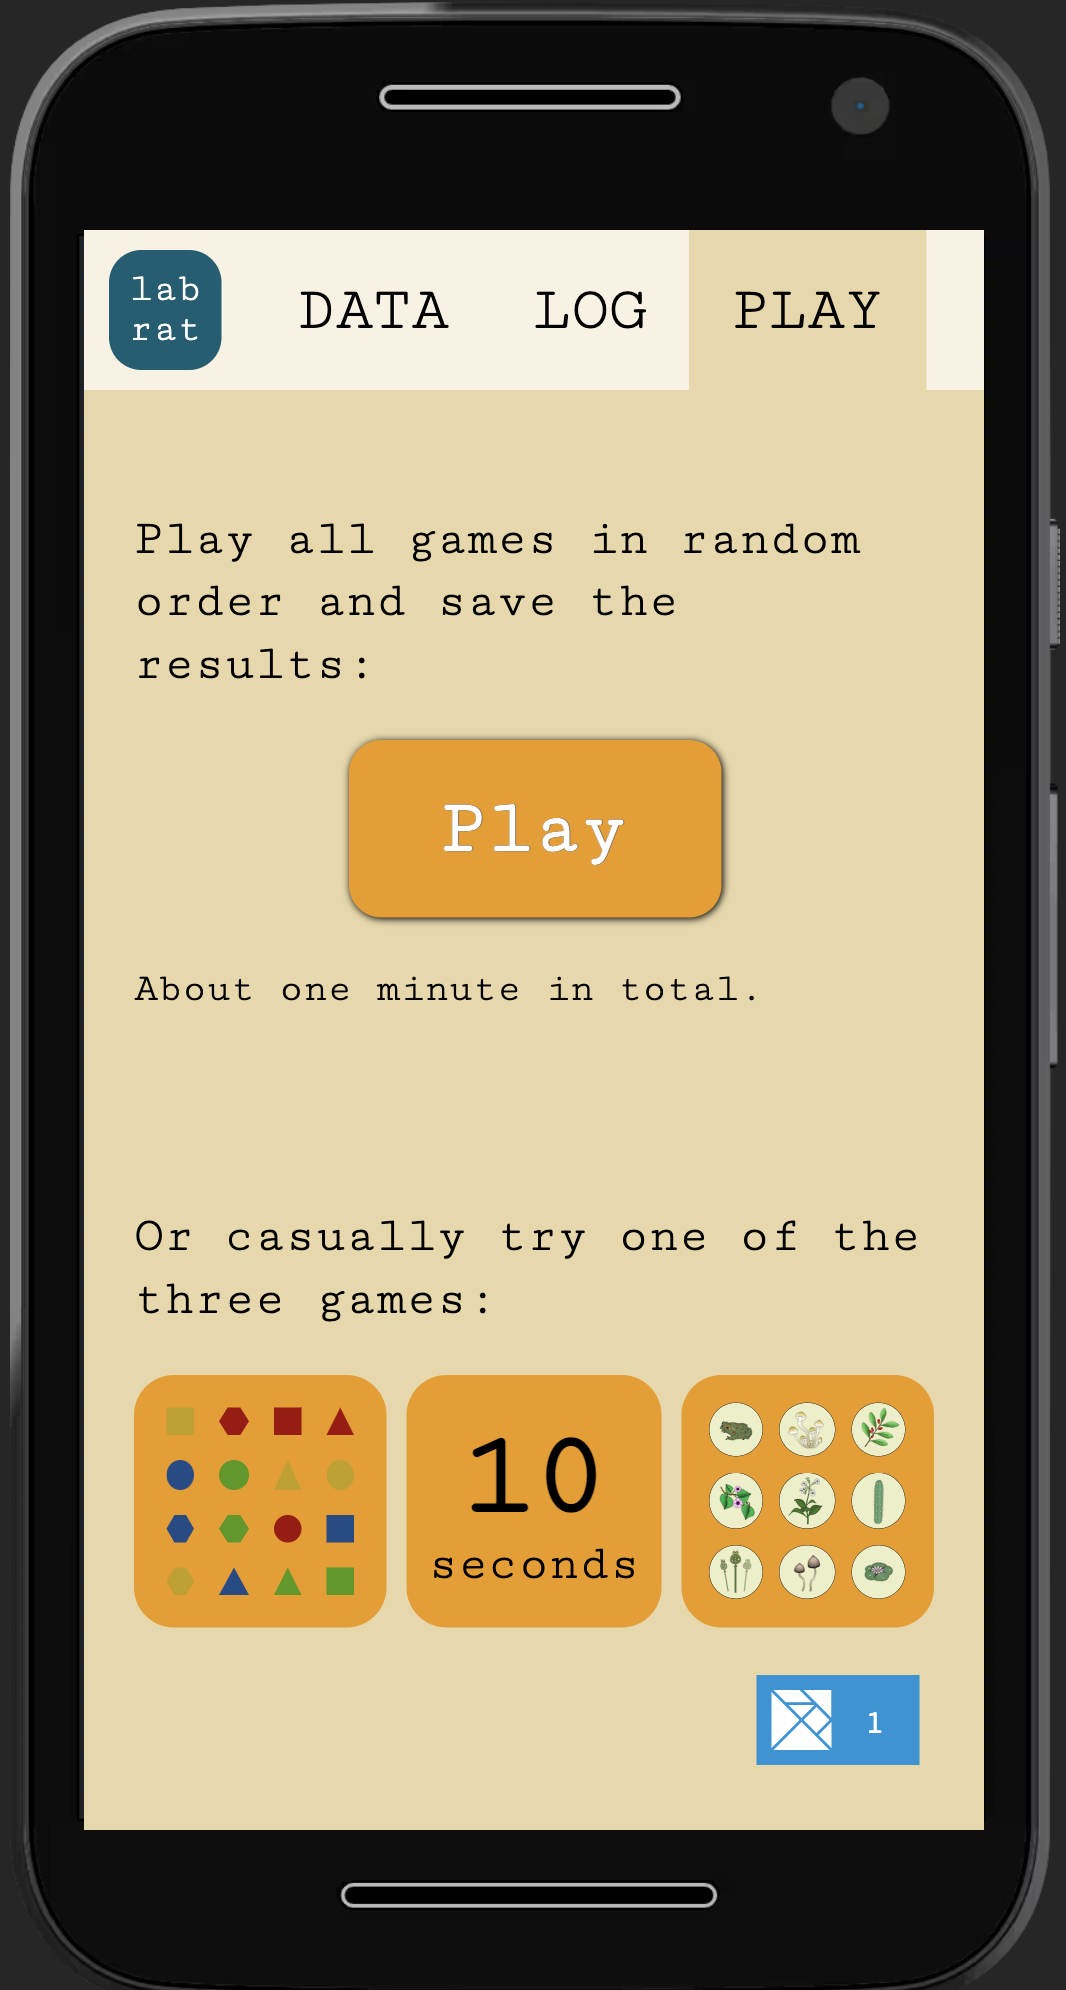 lab
rat
DATA LOG PLAY
Play all games in random
order and save the
results:
Play
About one minute in total.
Or casually try one of the
three games:
10
seconds
1